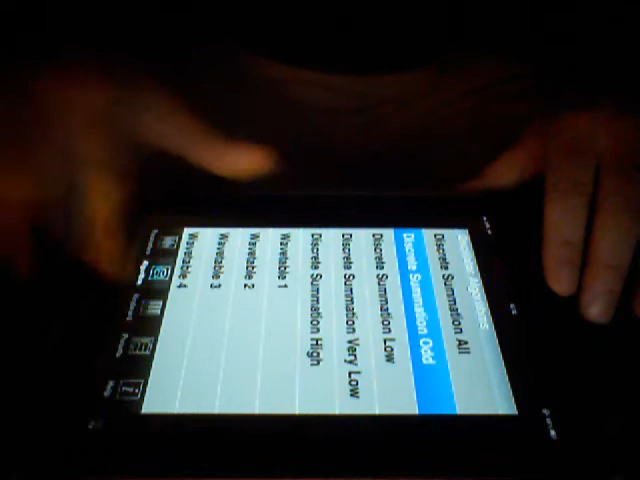 Discrete Summation All
Discrete Summation Odd
Discrete Summation Low
Discrete Summation Very Low
Discrete Summation High
Wavetable 1
Wavetable 2
Wavetable 3
Wavetable 4